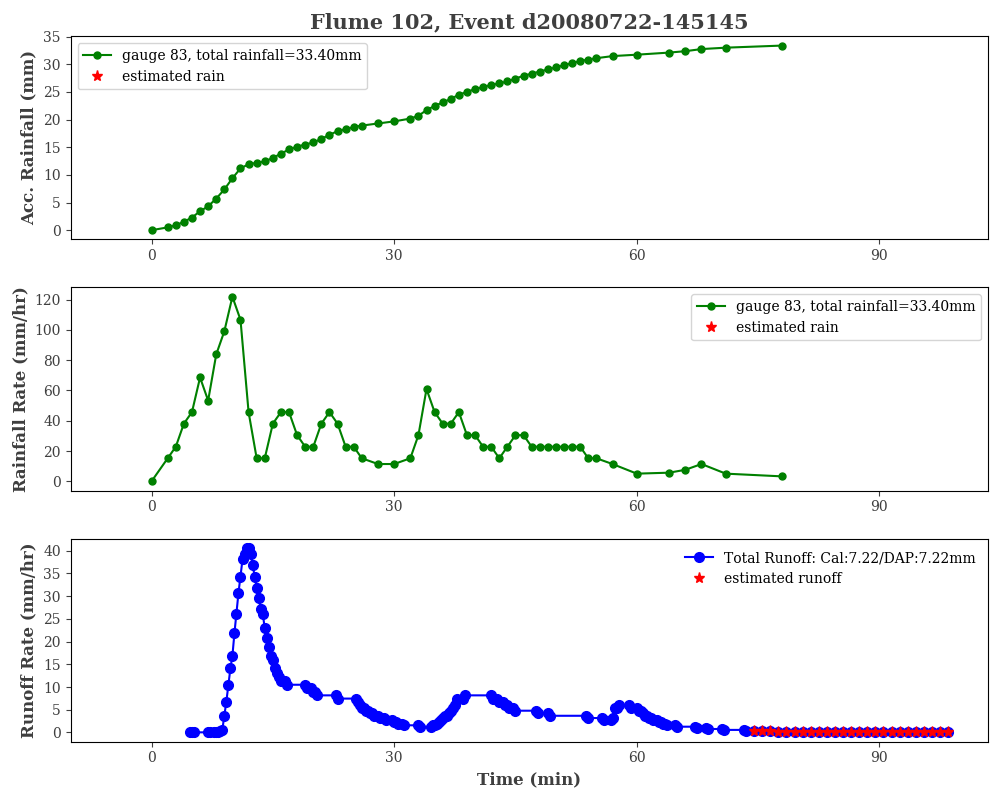 Flume 102, Event d20080722-145145
Acc. Rainfall (mm)
35
30
25
20
15
10
5
0
gauge 83, total rainfall=33.40mm
estimated rain
0 30 60 90
Rainfall Rate (mm/hr)
120
100
80
60
40
20
0
gauge 83, total rainfall=33.40mm
estimated rain
0 30 60 90
Runoff Rate (mm/hr)
40
35
30
25
20
15
10
5
0
Total Runoff: Cal:7.22/DAP:7.22mm
estimated runoff
0 30 60 90
Time (min)